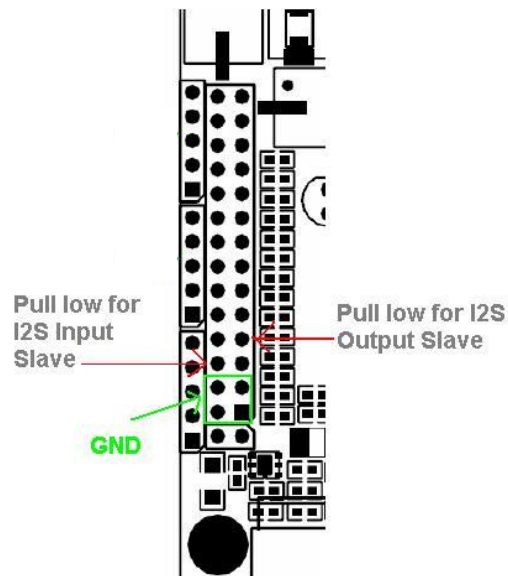 Pull low for
I2S Input
Slave
Pull low for I2S
Output Slave
GND